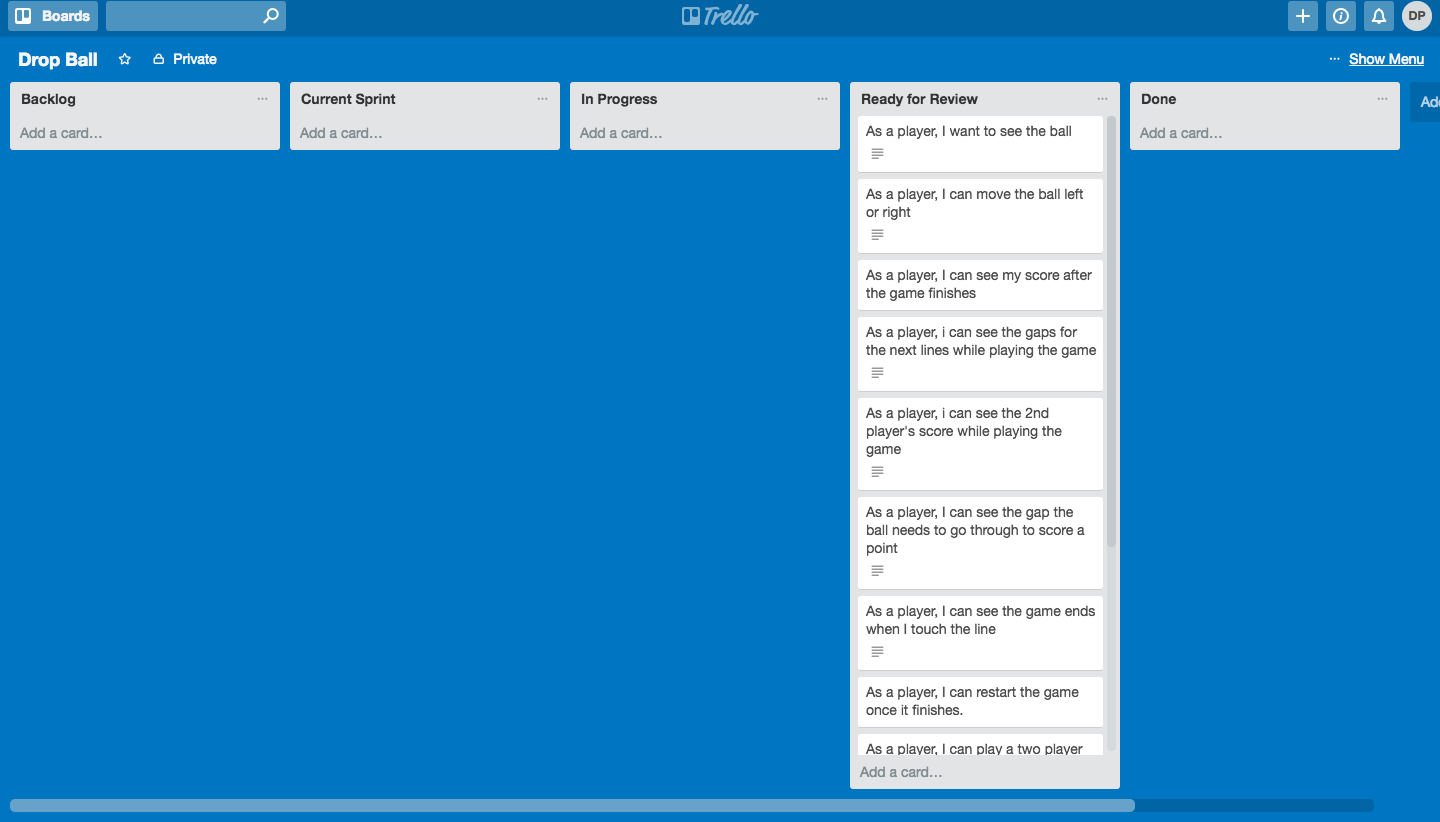 Boards
Trello
DP
Drop Ball
Private
... Show Menu
Backlog
Add a card...
Current Sprint
Add a card...
In Progress
Add a card...
Ready for Review
As a player, I want to see the ball
As a player, I can move the ball left
or right
As a player, I can see my score after
the game finishes
As a player, i can see the gaps for
the next lines while playing the game
As a player, i can see the 2nd
player's score while playing the
game
As a player, I can see the gap the
ball needs to go through to score a
point
As a player, I can see the game ends
when I touch the line
As a player, I can restart the game
once it finishes.
As a player, I can play a two player
Add a card...
Done
Add a card...